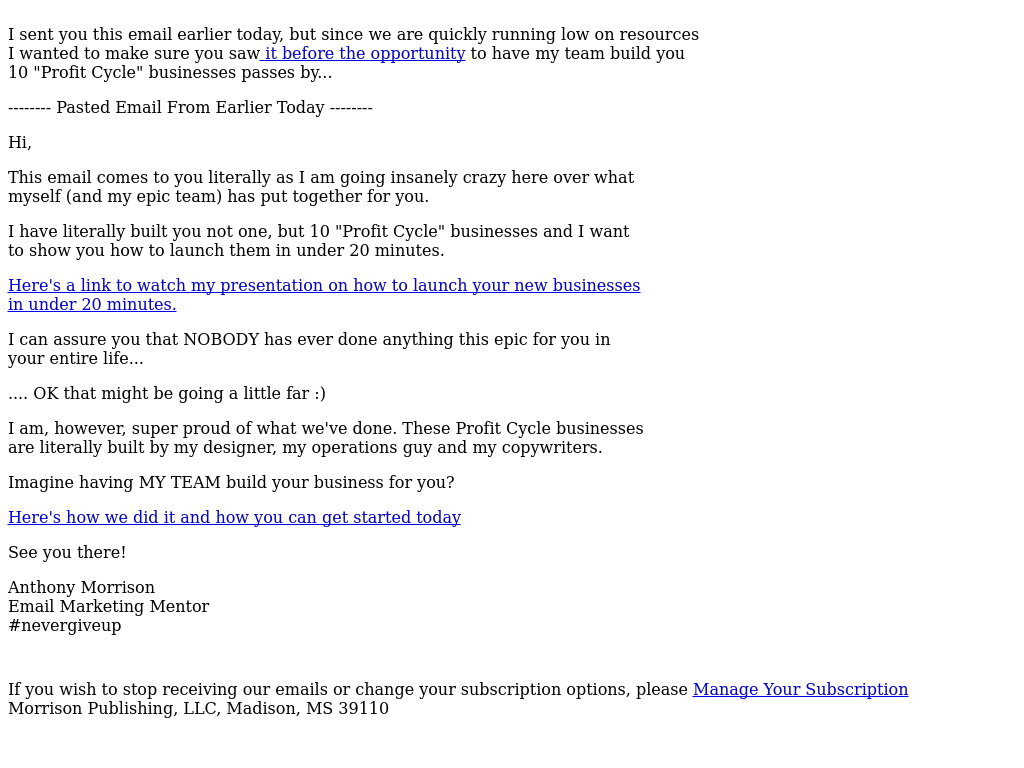 I sent you this email earlier today, but since we are quickly running low on resources
I wanted to make sure you saw it before the opportunity to have my team build you
10 "Profit Cycle" businesses passes by...
-------- Pasted Email From Earlier Today --------
Hi,
This email comes to you literally as I am going insanely crazy here over what
myself (and my epic team) has put together for you.
I have literally built you not one, but 10 "Profit Cycle" businesses and I want
to show you how to launch them in under 20 minutes.
Here's a link to watch my presentation on how to launch your new businesses
in under 20 minutes.
I can assure you that NOBODY has ever done anything this epic for you in
your entire life...
.... OK that might be going a little far :)
I am, however, super proud of what we've done. These Profit Cycle businesses
are literally built by my designer, my operations guy and my copywriters.
Imagine having MY TEAM build your business for you?
Here's how we did it and how you can get started today
See you there!
Anthony Morrison
Email Marketing Mentor
#nevergiveup
If you wish to stop receiving our emails or change your subscription options, please Manage Your Subscription
Morrison Publishing, LLC, Madison, MS 39110